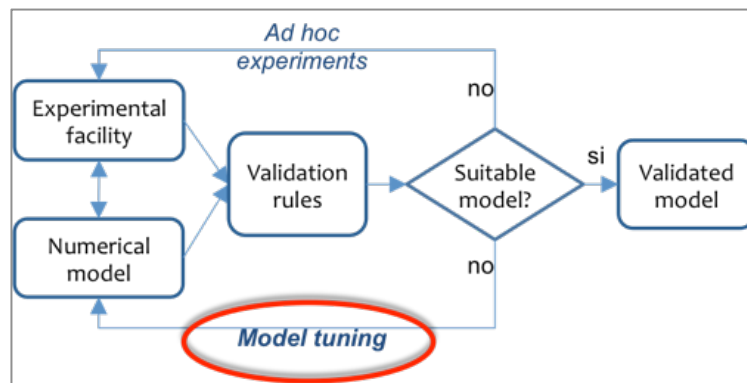 Ad hoc
experiments
no
Experimental
facility
Validation
rules
Suitable
model?
si
Validated
model
Numerical
model
no
Model tuning